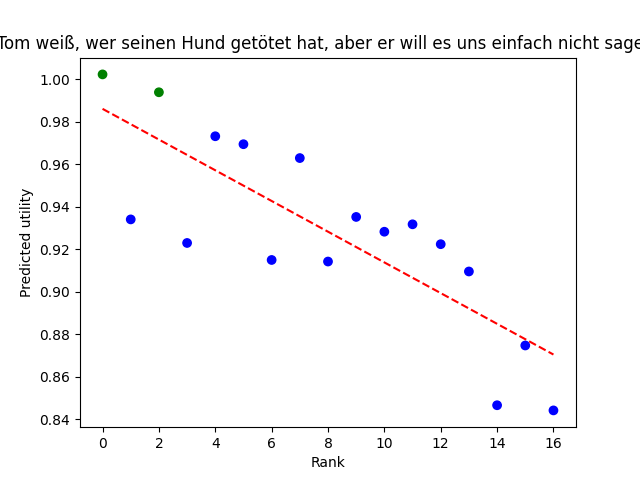 Tom weiß, wer seinen Hund getötet hat, aber er will es uns einfach nicht sage
1.00
0.98
0.96
0.94
0.92
0.90
0.88
0.86
0.84
Predicted utility
0 2 4 6 8 10 12 14 16
Rank